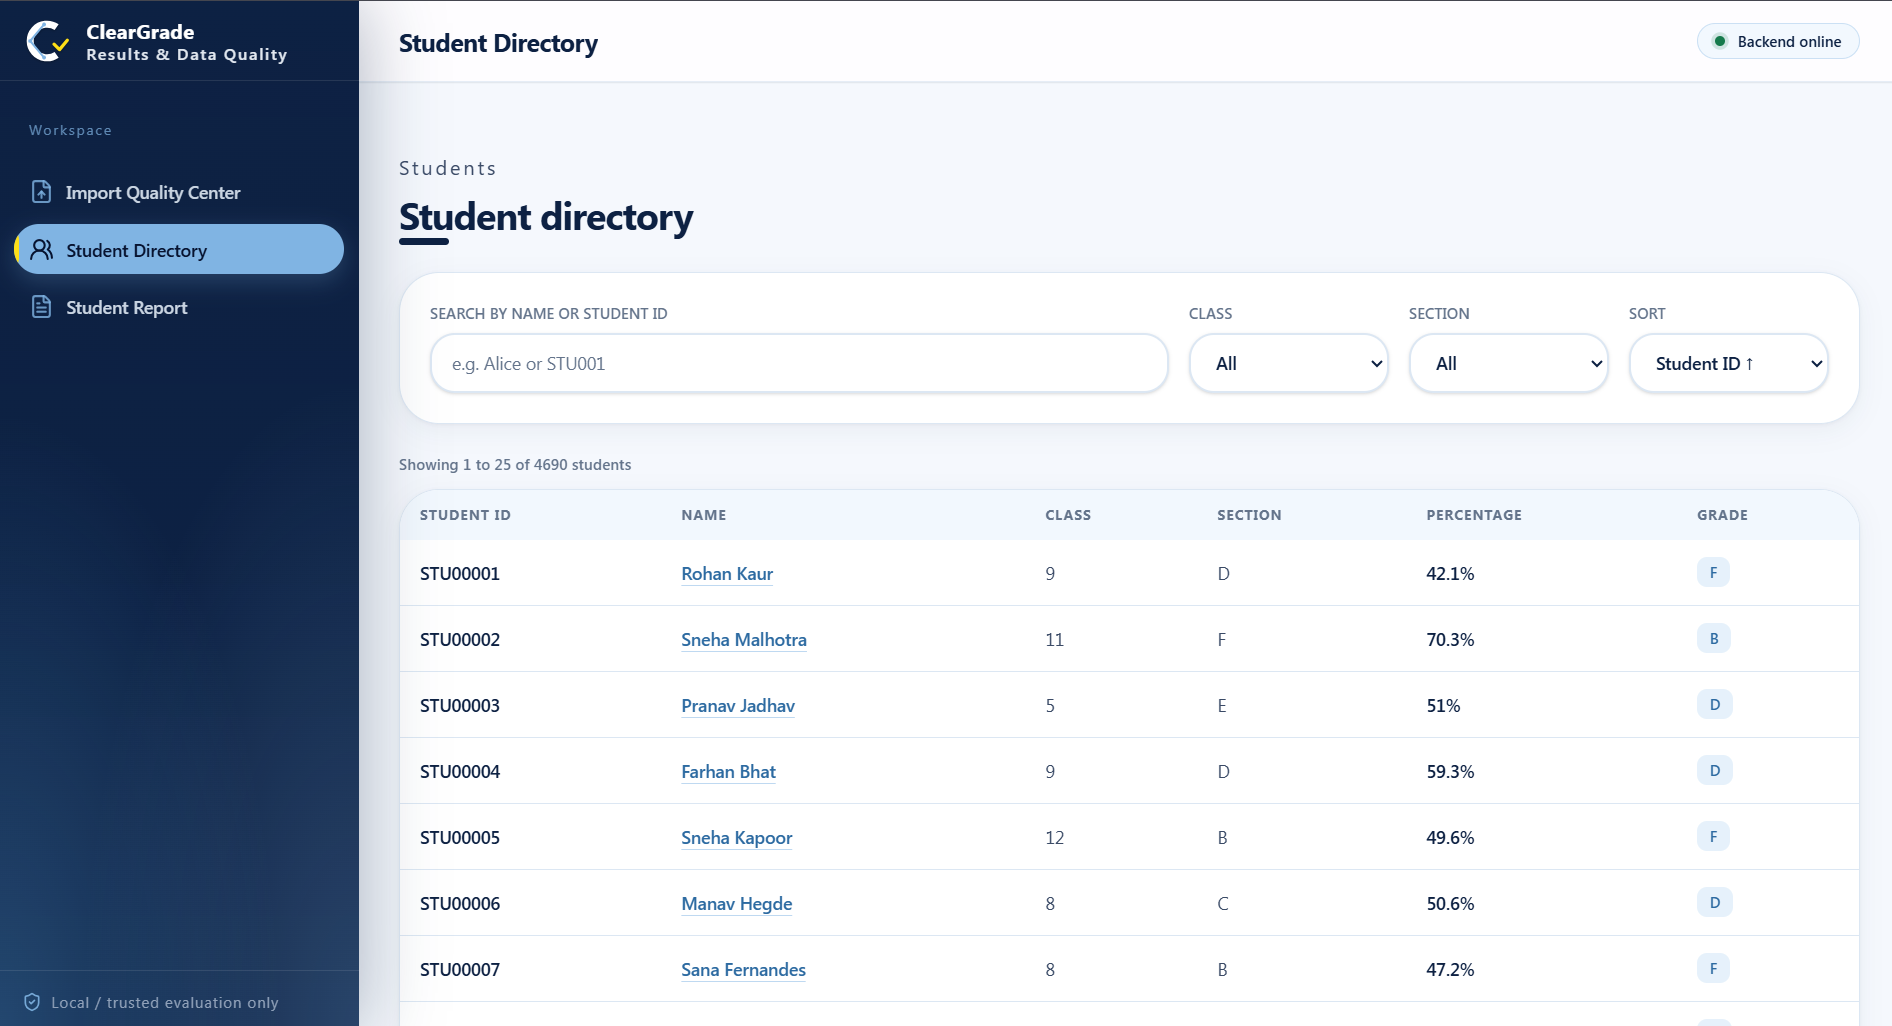 ClearGrade
Results & Data Quality
Workspace
Import Quality Center
Student Directory
Student Report
Local / trusted evaluation only
Student Directory
Backend online
Students
Student directory
SEARCH BY NAME OR STUDENT ID
e.g. Alice or STU001
CLASS
All
SECTION
All
SORT
Student ID ↑
Showing 1 to 25 of 4690 students
STUDENT ID NAME CLASS SECTION PERCENTAGE GRADE
STU00001 Rohan Kaur 9 D 42.1% F
STU00002 Sneha Malhotra 11 F 70.3% B
STU00003 Pranav Jadhav 5 E 51% D
STU00004 Farhan Bhat 9 D 59.3% D
STU00005 Sneha Kapoor 12 B 49.6% F
STU00006 Manav Hegde 8 C 50.6% D
STU00007 Sana Fernandes 8 B 47.2% F